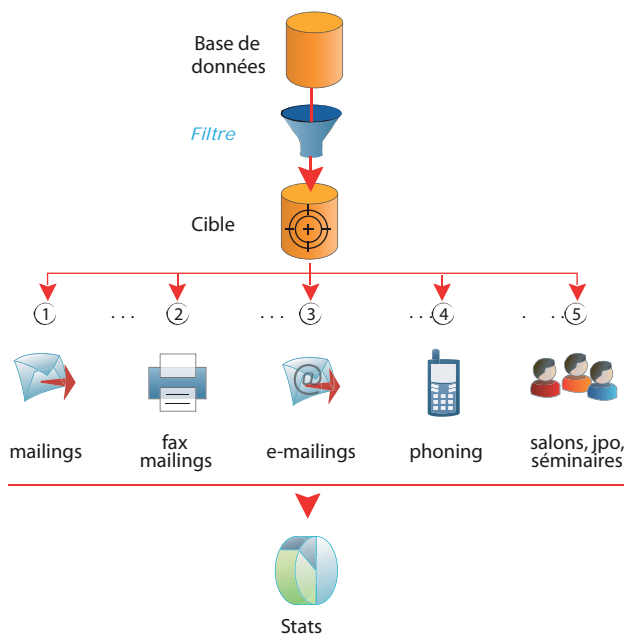 Base de
données
Filtre
Cible
1 ... 2 ... 3 ... 4 . .. 5
mailings
fax
mailings
e-mailings
phoning
salons, jpo,
séminaires
Stats